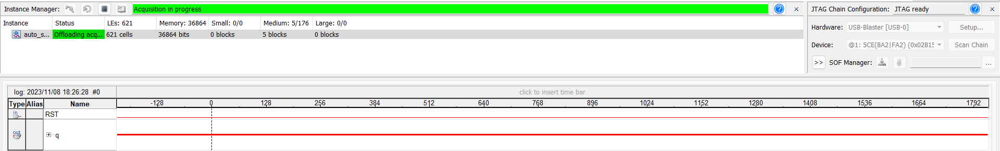 Instance Manager: Acquisition in progress
Instance Status LEs: 621 Memory: 36864 Small: 0/0 Medium: 5/176 Large: 0/0
auto_s... Offloading acq... 621 cells 36864 bits 0 blocks 5 blocks 0 blocks
JTAG Chain Configuration: JTAG ready
Hardware: USB-Blaster [USB-0] Setup...
Device: @1: 5CE(BA2|FA2) (0x02B15 Scan Chain
>> SOF Manager: ...
log: 2023/11/08 18:26:28 #0 click to insert time bar
Type Alias Name -128 0 128 256 384 512 640 768 896 1024 1152 1280 1408 1536 1664 1792
in RST
out q